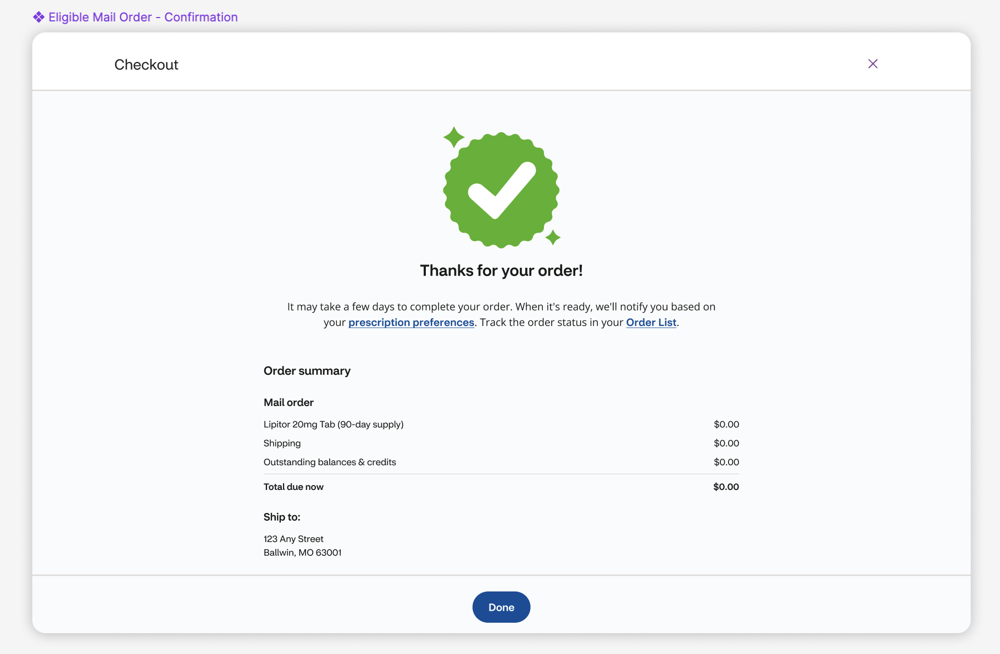 Eligible Mail Order - Confirmation
Checkout
Thanks for your order!
It may take a few days to complete your order. When it's ready, we'll notify you based on
your prescription preferences. Track the order status in your Order List.
Order summary
Mail order
Lipitor 20mg Tab (90-day supply) $0.00
Shipping $0.00
Outstanding balances & credits $0.00
Total due now $0.00
Ship to:
123 Any Street
Ballwin, MO 63001
Done